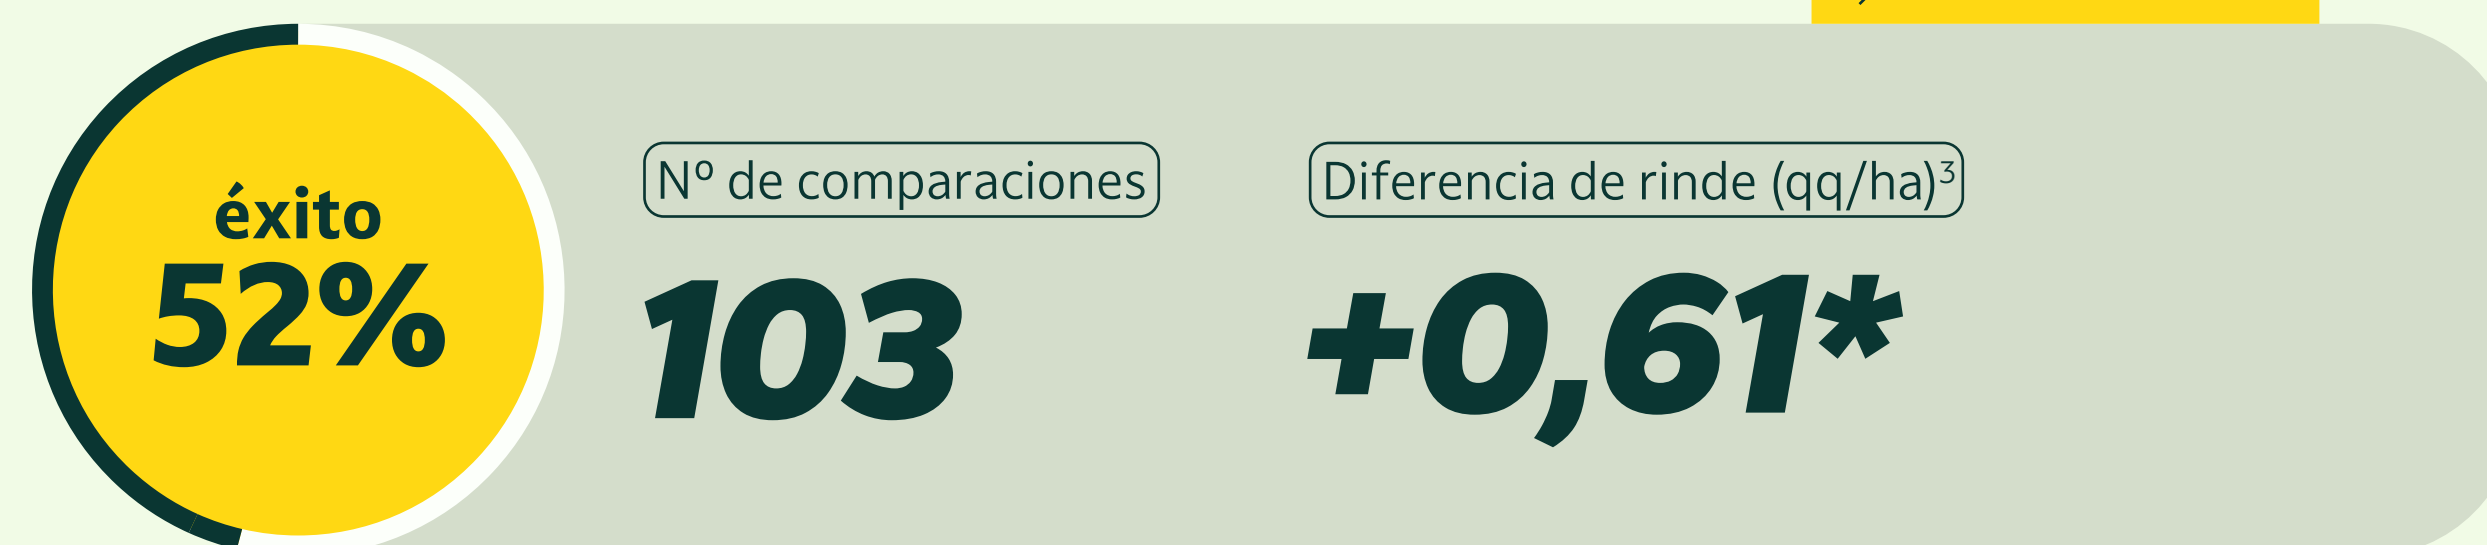 éxito
52%
Nº de comparaciones
103
Diferencia de rinde (qq/ha)³
+0,61*